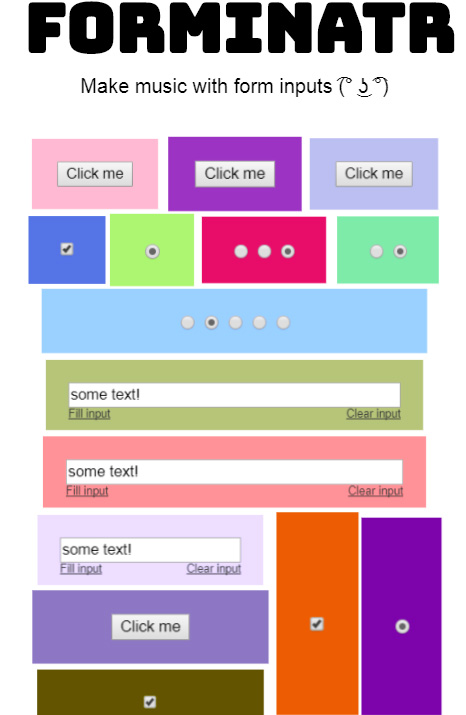 FORMINATR
Make music with form inputs ( ͡° ͜ʖ ͡°)
Click me Click me Click me
some text!
Fill input Clear input
some text!
Fill input Clear input
some text!
Fill input Clear input
Click me